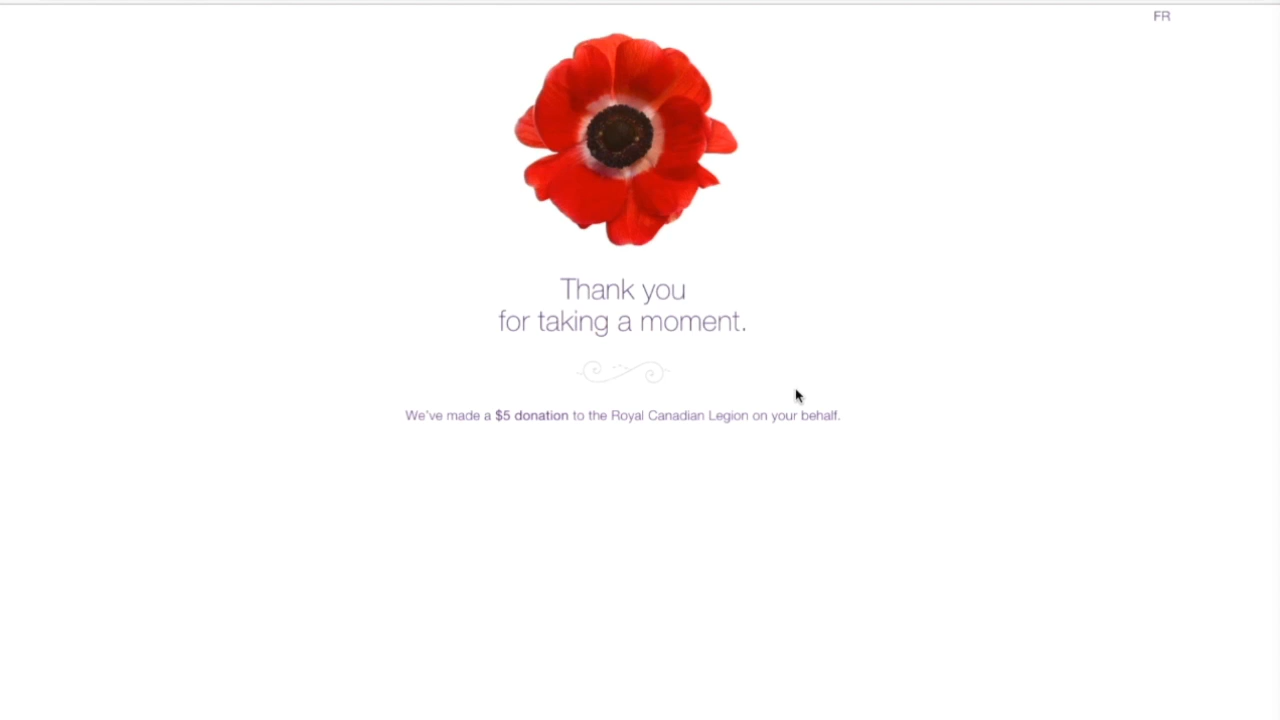 FR
Thank you
for taking a moment.
We've made a $5 donation to the Royal Canadian Legion on your behalf.